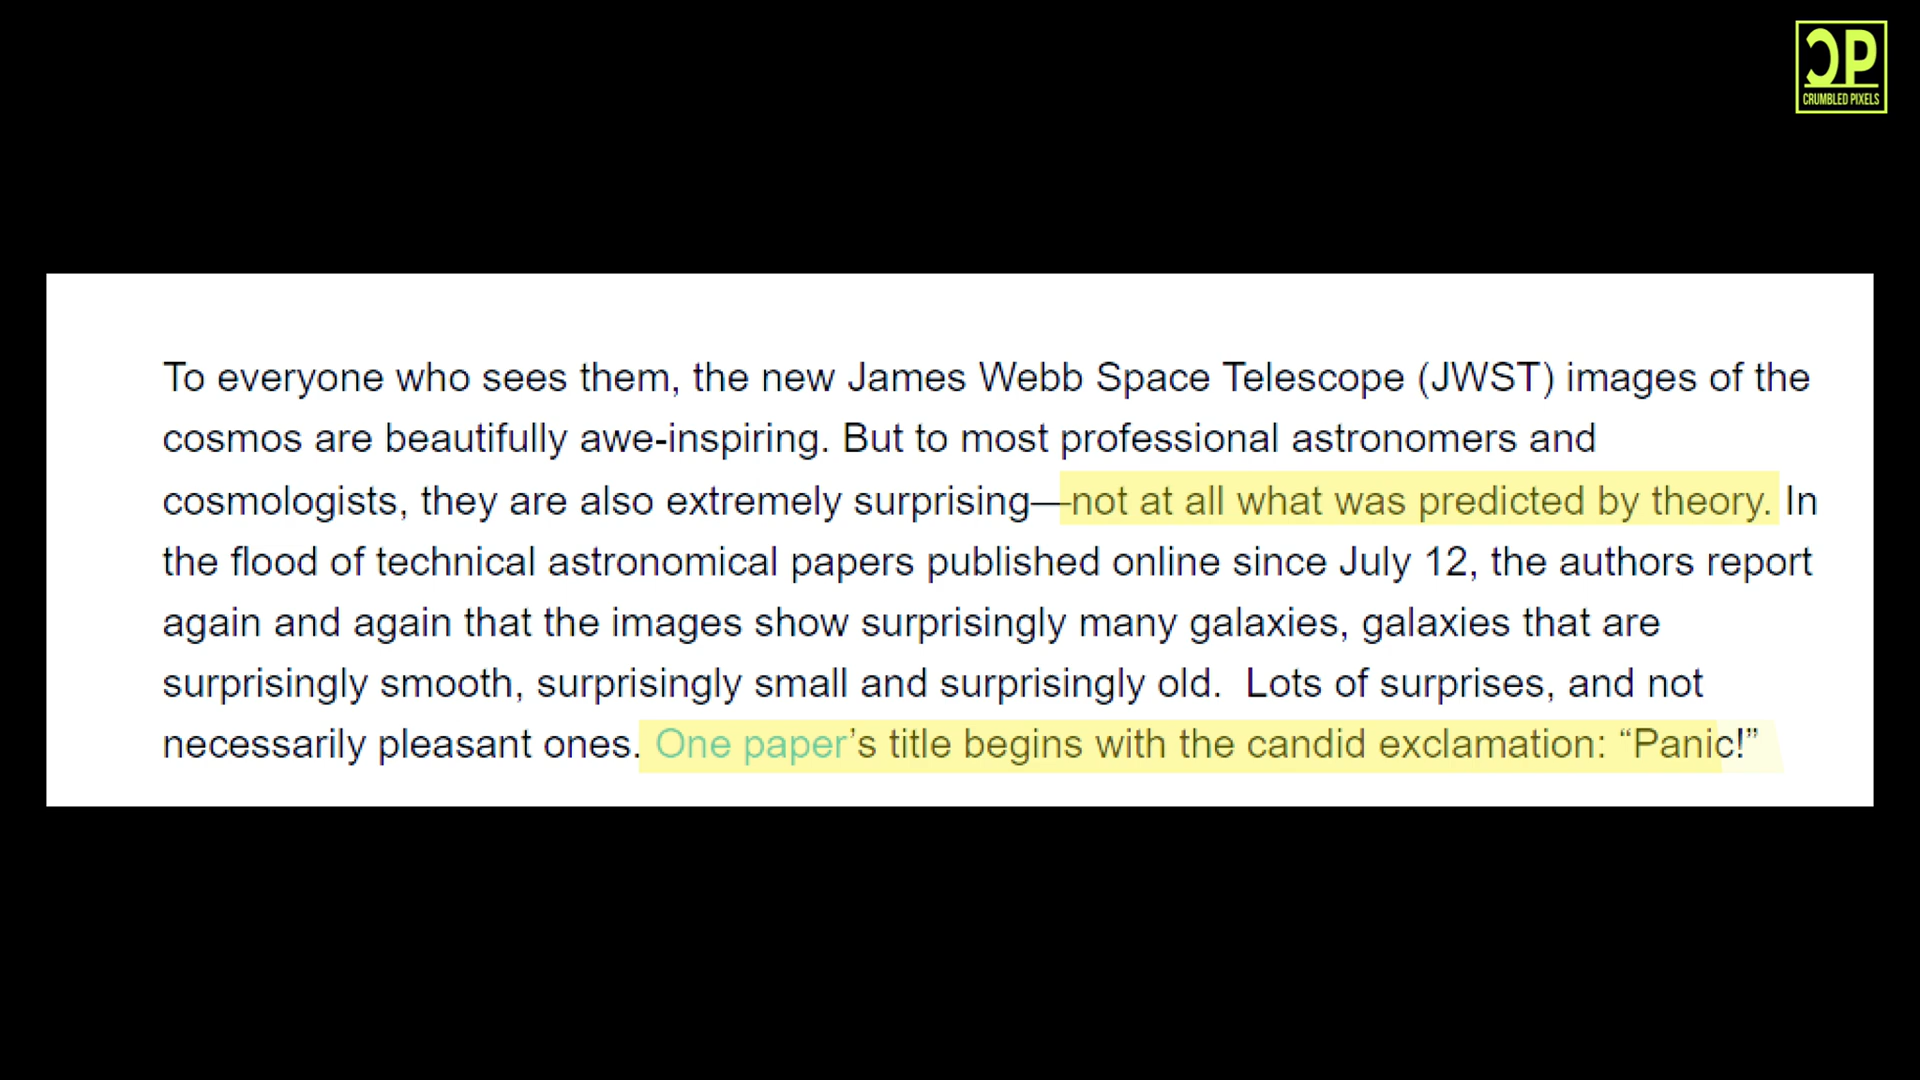 CP
CRUMBLED PIXELS
To everyone who sees them, the new James Webb Space Telescope (JWST) images of the
cosmos are beautifully awe-inspiring. But to most professional astronomers and
cosmologists, they are also extremely surprising—not at all what was predicted by theory. In
the flood of technical astronomical papers published online since July 12, the authors report
again and again that the images show surprisingly many galaxies, galaxies that are
surprisingly smooth, surprisingly small and surprisingly old.  Lots of surprises, and not
necessarily pleasant ones. One paper’s title begins with the candid exclamation: “Panic!”